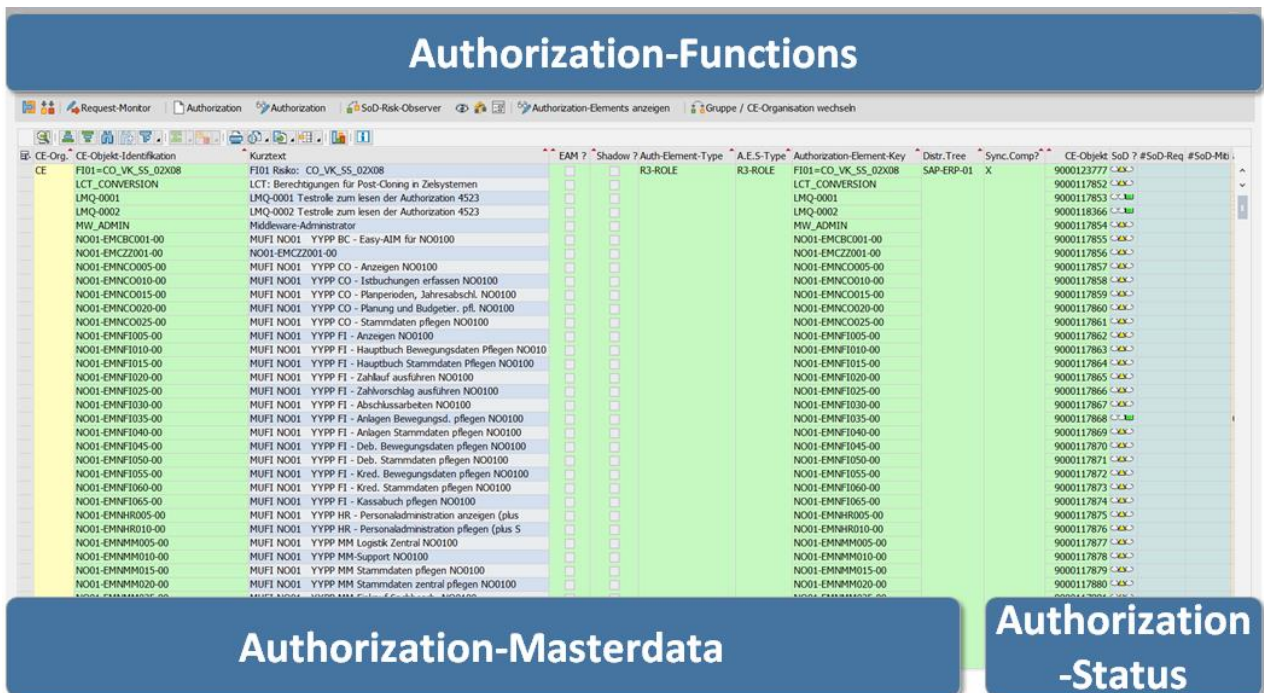 Authorization-Functions
Request-Monitor Authorization Authorization SoD-Risk-Observer Authorization-Elements anzeigen Gruppe / CE-Organisation wechseln
CE-Org. CE-Objekt-Identifikation Kurztext EAM ? Shadow ? Auth-Element-Type A.E.S-Type Authorization-Element-Key Distr.Tree Sync.Comp? CE-Objekt SoD ? #SoD-Req #SoD-Miti
CE FI01=CO_VK_SS_02X08 FI01 Risiko: CO_VK_SS_02X08 R3-ROLE R3-ROLE FI01=CO_VK_SS_02X08 SAP-ERP-01 X 9000123777
LCT_CONVERSION LCT: Berechtigungen für Post-Cloning in Zielsystemen LCT_CONVERSION 9000117852
LMQ-0001 LMQ-0001 Testrolle zum lesen der Authorization 4523 LMQ-0001 9000117853
LMQ-0002 LMQ-0002 Testrolle zum lesen der Authorization 4523 LMQ-0002 9000118366
MW_ADMIN Middleware-Administrator MW_ADMIN 9000117854
NO01-EMCBC001-00 MUFI NO01 YYPP BC - Easy-AIM für NO0100 NO01-EMCBC001-00 9000117855
NO01-EMCZZ001-00 NO01-EMCZZ001-00 NO01-EMCZZ001-00 9000117856
NO01-EMNCO005-00 MUFI NO01 YYPP CO - Anzeigen NO0100 NO01-EMNCO005-00 9000117857
NO01-EMNCO010-00 MUFI NO01 YYPP CO - Istbuchungen erfassen NO0100 NO01-EMNCO010-00 9000117858
NO01-EMNCO015-00 MUFI NO01 YYPP CO - Planperioden, Jahresabschl. NO0100 NO01-EMNCO015-00 9000117859
NO01-EMNCO020-00 MUFI NO01 YYPP CO - Planung und Budgetier. pfl. NO0100 NO01-EMNCO020-00 9000117860
NO01-EMNCO025-00 MUFI NO01 YYPP CO - Stammdaten pflegen NO0100 NO01-EMNCO025-00 9000117861
NO01-EMNFI005-00 MUFI NO01 YYPP FI - Anzeigen NO0100 NO01-EMNFI005-00 9000117862
NO01-EMNFI010-00 MUFI NO01 YYPP FI - Hauptbuch Bewegungsdaten Pflegen NO010 NO01-EMNFI010-00 9000117863
NO01-EMNFI015-00 MUFI NO01 YYPP FI - Hauptbuch Stammdaten Pflegen NO0100 NO01-EMNFI015-00 9000117864
NO01-EMNFI020-00 MUFI NO01 YYPP FI - Zahllauf ausführen NO0100 NO01-EMNFI020-00 9000117865
NO01-EMNFI025-00 MUFI NO01 YYPP FI - Zahlvorschlag ausführen NO0100 NO01-EMNFI025-00 9000117866
NO01-EMNFI030-00 MUFI NO01 YYPP FI - Abschlussarbeiten NO0100 NO01-EMNFI030-00 9000117867
NO01-EMNFI035-00 MUFI NO01 YYPP FI - Anlagen Bewegungsd. pflegen NO0100 NO01-EMNFI035-00 9000117868
NO01-EMNFI040-00 MUFI NO01 YYPP FI - Anlagen Stammdaten pflegen NO0100 NO01-EMNFI040-00 9000117869
NO01-EMNFI045-00 MUFI NO01 YYPP FI - Deb. Bewegungsdaten pflegen NO0100 NO01-EMNFI045-00 9000117870
NO01-EMNFI050-00 MUFI NO01 YYPP FI - Deb. Stammdaten pflegen NO0100 NO01-EMNFI050-00 9000117871
NO01-EMNFI055-00 MUFI NO01 YYPP FI - Kred. Bewegungsdaten pflegen NO0100 NO01-EMNFI055-00 9000117872
NO01-EMNFI060-00 MUFI NO01 YYPP FI - Kred. Stammdaten pflegen NO0100 NO01-EMNFI060-00 9000117873
NO01-EMNFI065-00 MUFI NO01 YYPP FI - Kassabuch pflegen NO0100 NO01-EMNFI065-00 9000117874
NO01-EMNHR005-00 MUFI NO01 YYPP HR - Personaladministration anzeigen (plus NO01-EMNHR005-00 9000117875
NO01-EMNHR010-00 MUFI NO01 YYPP HR - Personaladministration pflegen (plus S NO01-EMNHR010-00 9000117876
NO01-EMNMM005-00 MUFI NO01 YYPP MM Logistik Zentral NO0100 NO01-EMNMM005-00 9000117877
NO01-EMNMM010-00 MUFI NO01 YYPP MM-Support NO0100 NO01-EMNMM010-00 9000117878
NO01-EMNMM015-00 MUFI NO01 YYPP MM Stammdaten pflegen NO0100 NO01-EMNMM015-00 9000117879
NO01-EMNMM020-00 MUFI NO01 YYPP MM Stammdaten zentral pflegen NO0100 NO01-EMNMM020-00 9000117880
Authorization-Masterdata
Authorization
-Status